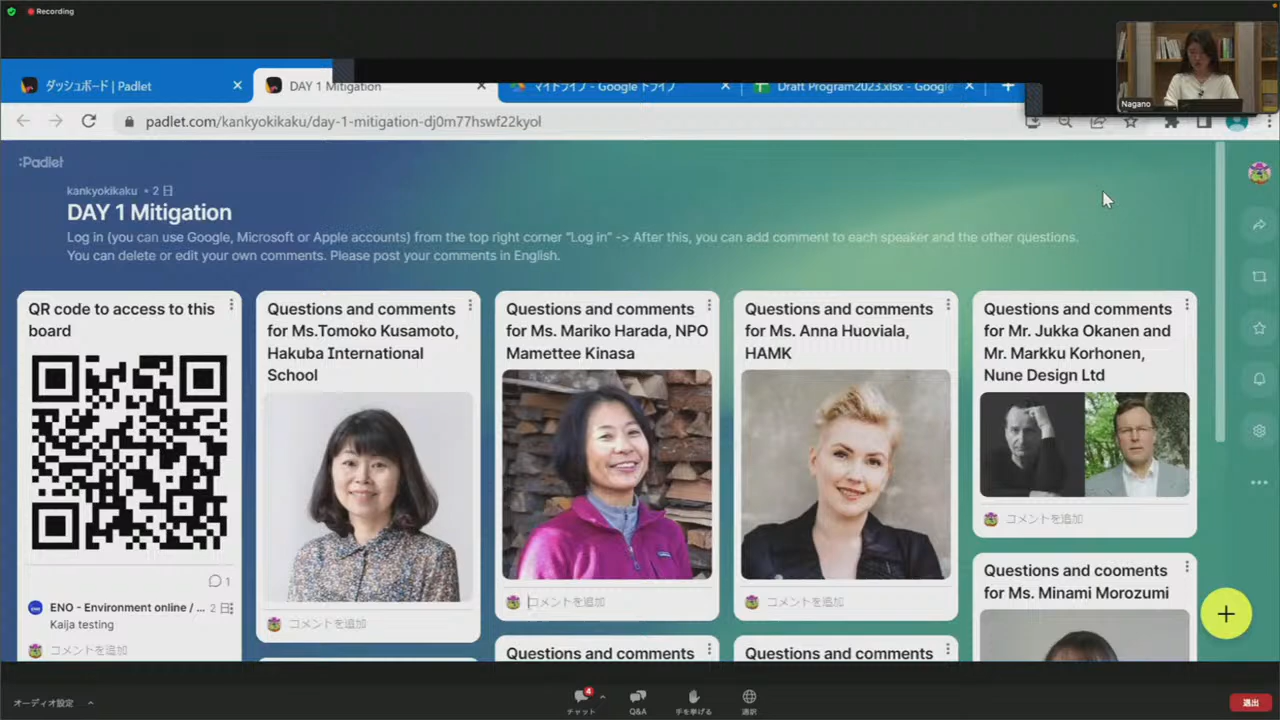 Recording
ダッシュボード | Padlet
DAY 1 Mitigation
マイドライブ - Google ドライブ
Draft Program2023.xlsx - Google
Nagano
padlet.com/kankyokikaku/day-1-mitigation-dj0m77hswf22kyol
:Padlet
kankyokikaku • 2 日
DAY 1 Mitigation
Log in (you can use Google, Microsoft or Apple accounts) from the top right corner “Log in” -> After this, you can add comment to each speaker and the other questions.
You can delete or edit your own comments. Please post your comments in English.
QR code to access to this
board
1
ENO - Environment online / ... 2 日
Kaija testing
コメントを追加
Questions and comments
for Ms.Tomoko Kusamoto,
Hakuba International
School
コメントを追加
Questions and comments
for Ms. Mariko Harada, NPO
Mamettee Kinasa
コメントを追加
Questions and comments
Questions and comments
for Ms. Anna Huoviala,
HAMK
コメントを追加
Questions and comments
Questions and comments
for Mr. Jukka Okanen and
Mr. Markku Korhonen,
Nune Design Ltd
コメントを追加
Questions and cooments
for Ms. Minami Morozumi
オーディオ設定
4
チャット
Q&A
手を挙げる
通訳
退出